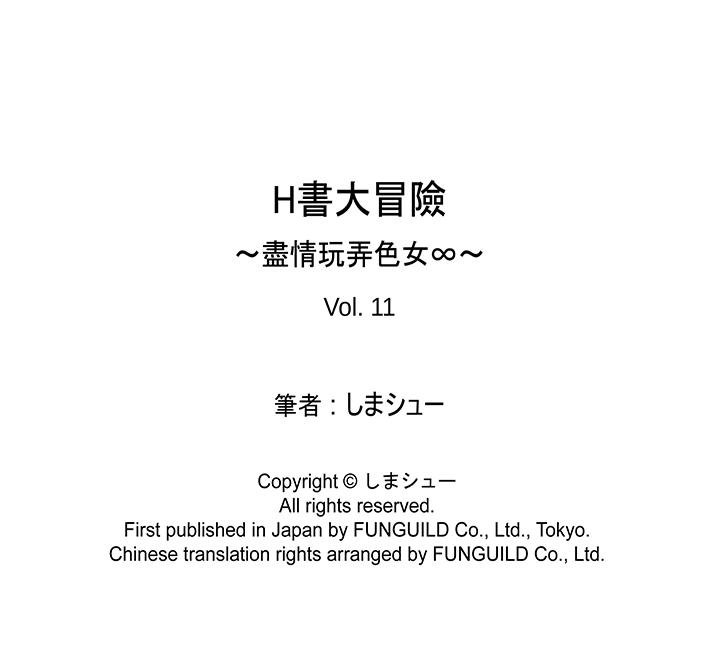 H書大冒險
～盡情玩弄色女∞～
Vol. 11
筆者 : しまシュー
Copyright © しまシュー
All rights reserved.
First published in Japan by FUNGUILD Co., Ltd., Tokyo.
Chinese translation rights arranged by FUNGUILD Co., Ltd.